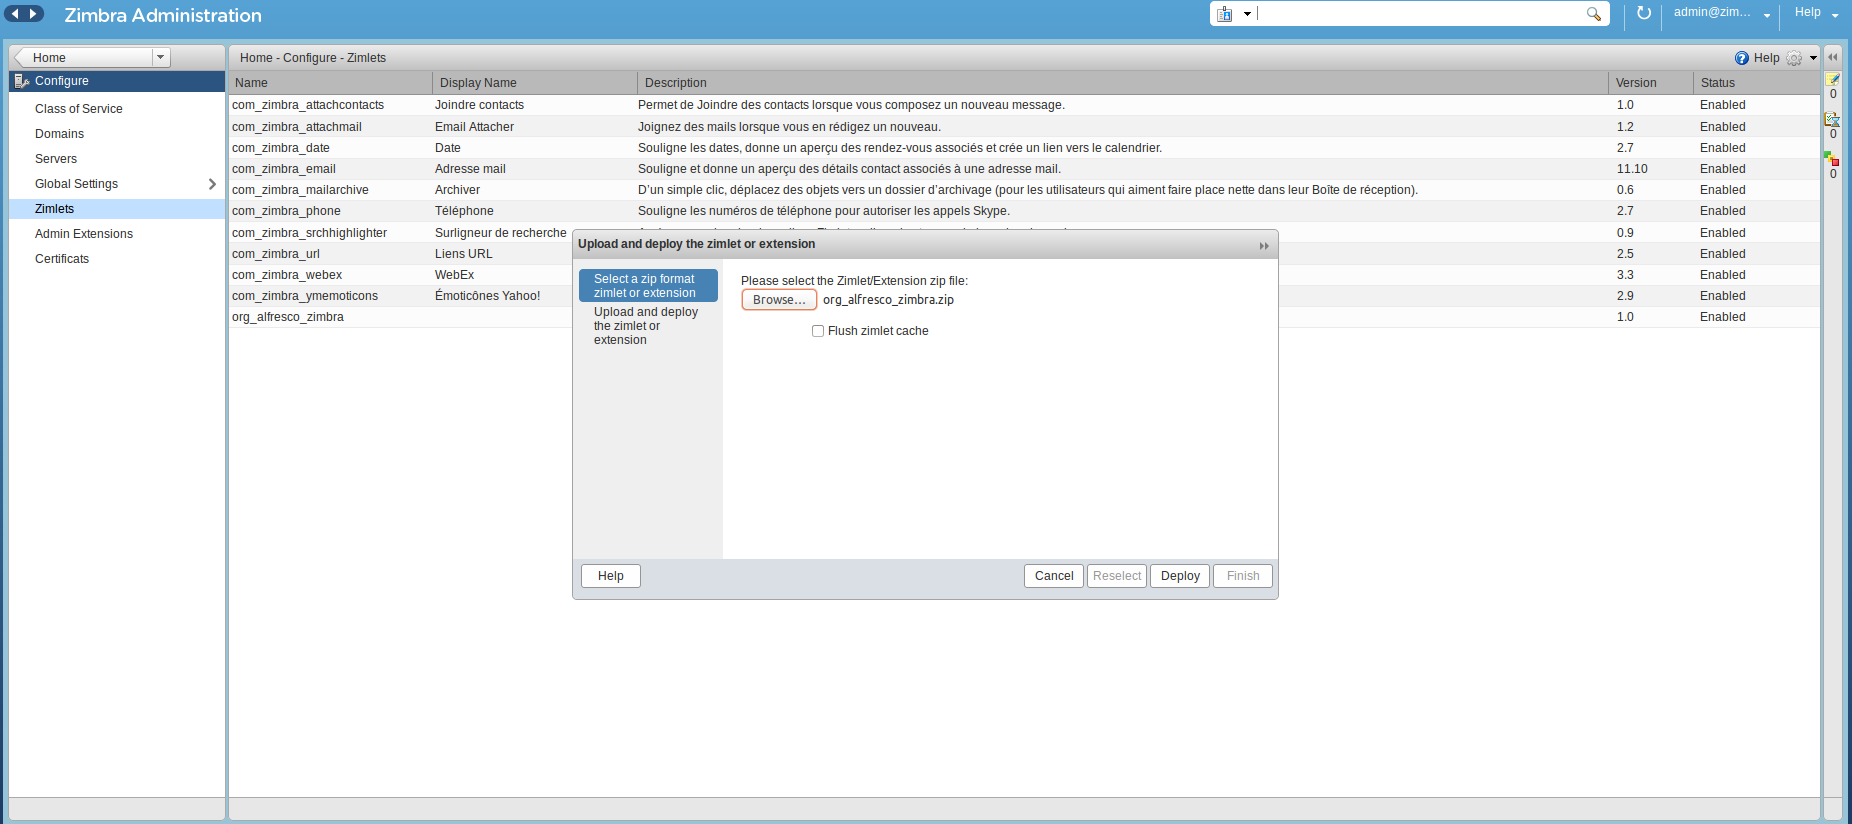 Zimbra Administration
admin@zim...
Help
Home
Home - Configure - Zimlets
Help
Configure
Class of Service
Domains
Servers
Global Settings
Zimlets
Admin Extensions
Certificates
Name Display Name Description Version Status
com_zimbra_attachcontacts Joindre contacts Permet de Joindre des contacts lorsque vous composez un nouveau message. 1.0 Enabled
com_zimbra_attachmail Email Attacher Joignez des mails lorsque vous en rédigez un nouveau. 1.2 Enabled
com_zimbra_date Date Souligne les dates, donne un aperçu des rendez-vous associés et crée un lien vers le calendrier. 2.7 Enabled
com_zimbra_email Adresse mail Souligne et donne un aperçu des détails contact associés à une adresse mail. 11.10 Enabled
com_zimbra_mailarchive Archiver D'un simple clic, déplacez des objets vers un dossier d'archivage (pour les utilisateurs qui aiment faire place nette dans leur Boîte de réception). 0.6 Enabled
com_zimbra_phone Téléphone Souligne les numéros de téléphone pour autoriser les appels Skype. 2.7 Enabled
com_zimbra_srchhighlighter Surligneur de recherche 0.9 Enabled
com_zimbra_url Liens URL 2.5 Enabled
com_zimbra_webex WebEx 3.3 Enabled
com_zimbra_ymemoticons Émoticônes Yahoo! 2.9 Enabled
org_alfresco_zimbra 1.0 Enabled
0
0
0
Upload and deploy the zimlet or extension
Select a zip format
zimlet or extension
Upload and deploy
the zimlet or
extension
Please select the Zimlet/Extension zip file:
Browse... org_alfresco_zimbra.zip
Flush zimlet cache
Help Cancel Reselect Deploy Finish